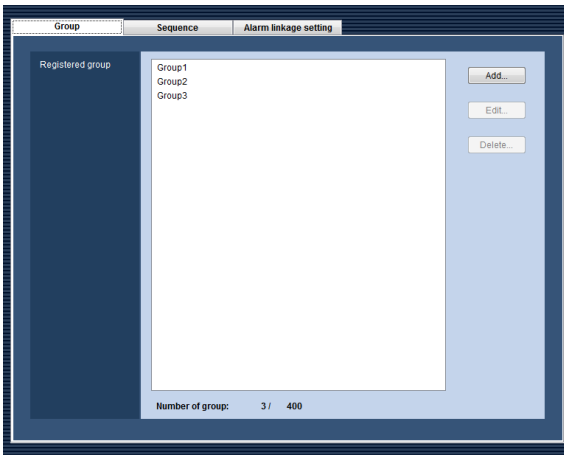 Group Sequence Alarm linkage setting
Registered group
Group1
Group2
Group3
Add...
Edit...
Delete...
Number of group: 3 / 400